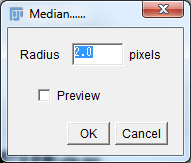 Median......
Radius 2.0 pixels
Preview
OK Cancel